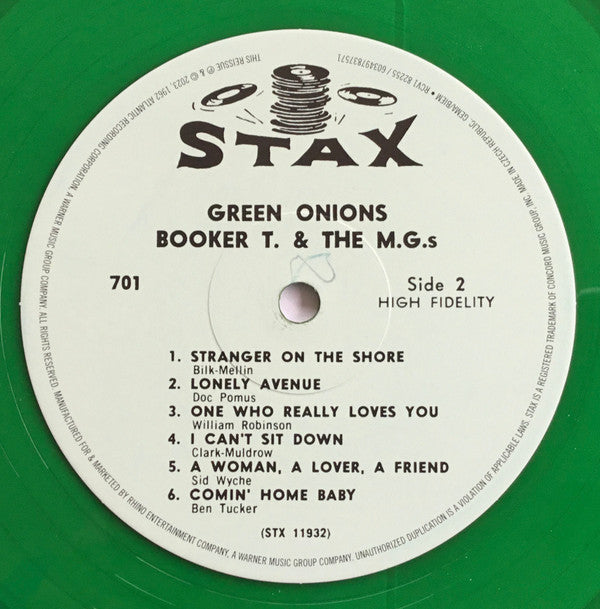 STAX
GREEN ONIONS
BOOKER T. & THE M.G.s
701
Side 2
HIGH FIDELITY
1. STRANGER ON THE SHORE
Bilk-Mellin
2. LONELY AVENUE
Doc Pomus
3. ONE WHO REALLY LOVES YOU
William Robinson
4. I CAN'T SIT DOWN
Clark-Muldrow
5. A WOMAN, A LOVER, A FRIEND
Sid Wyche
6. COMIN' HOME BABY
Ben Tucker
(STX 11932)
THIS REISSUE ℗ & © 2023, 1962 ATLANTIC RECORDING CORPORATION, A WARNER MUSIC GROUP COMPANY. ALL RIGHTS RESERVED. MANUFACTURED FOR & MARKETED BY RHINO ENTERTAINMENT COMPANY, A WARNER MUSIC GROUP COMPANY. UNAUTHORIZED DUPLICATION IS A VIOLATION OF APPLICABLE LAWS. STAX IS A REGISTERED TRADEMARK OF CONCORD MUSIC GROUP, INC. MADE IN CZECH REPUBLIC. GEMA/BIEM • RCV1 82255 / 603497837571